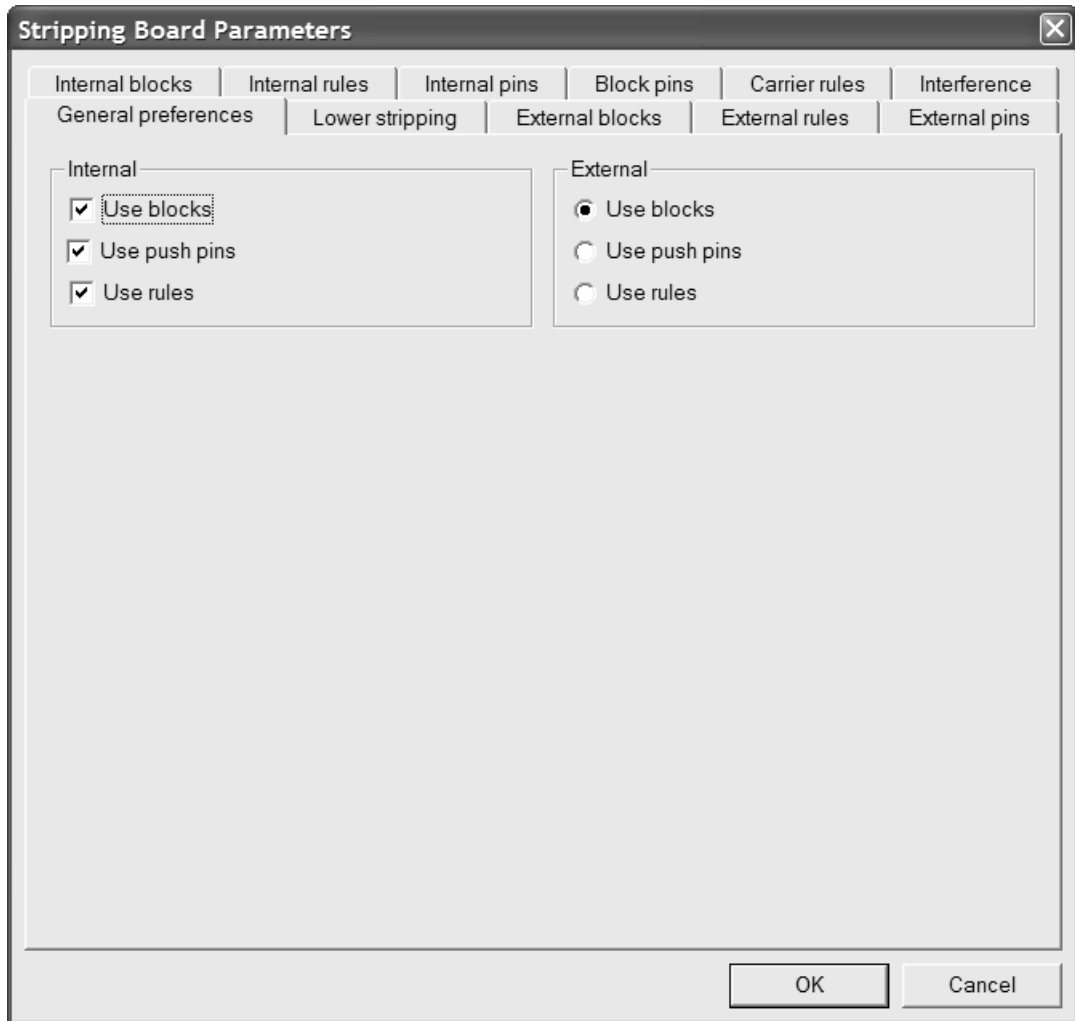 Stripping Board Parameters
Internal blocks Internal rules Internal pins Block pins Carrier rules Interference
General preferences Lower stripping External blocks External rules External pins
Internal External
Use blocks Use blocks
Use push pins Use push pins
Use rules Use rules
OK Cancel